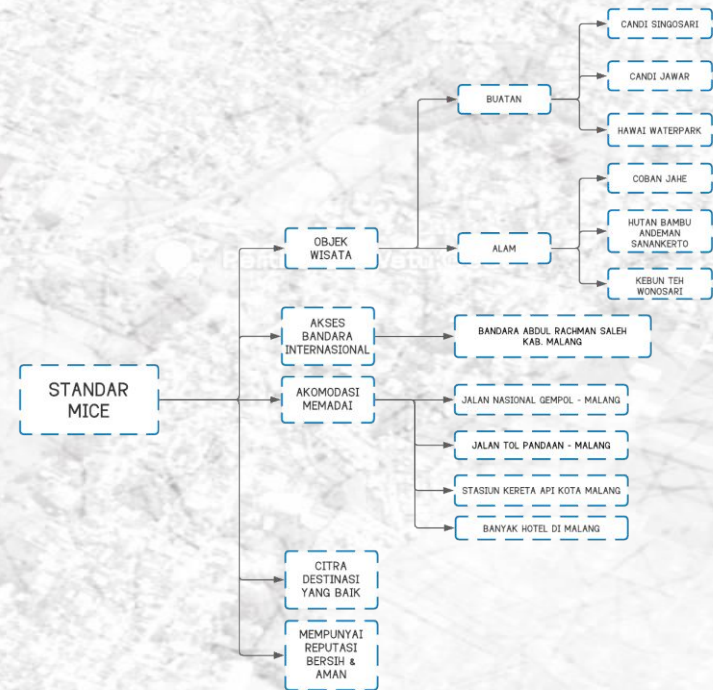 STANDAR
MICE
OBJEK
WISATA
BUATAN
CANDI SINGOSARI
CANDI JAWAR
HAWAI WATERPARK
ALAM
COBAN JAHE
HUTAN BAMBU
ANDEMAN
SANANKERTO
KEBUN TEH
WONOSARI
AKSES
BANDARA
INTERNASIONAL
BANDARA ABDUL RACHMAN SALEH
KAB. MALANG
AKOMODASI
MEMADAI
JALAN NASIONAL GEMPOL - MALANG
JALAN TOL PANDAAN - MALANG
STASIUN KERETA API KOTA MALANG
BANYAK HOTEL DI MALANG
CITRA
DESTINASI
YANG BAIK
MEMPUNYAI
REPUTASI
BERSIH &
AMAN